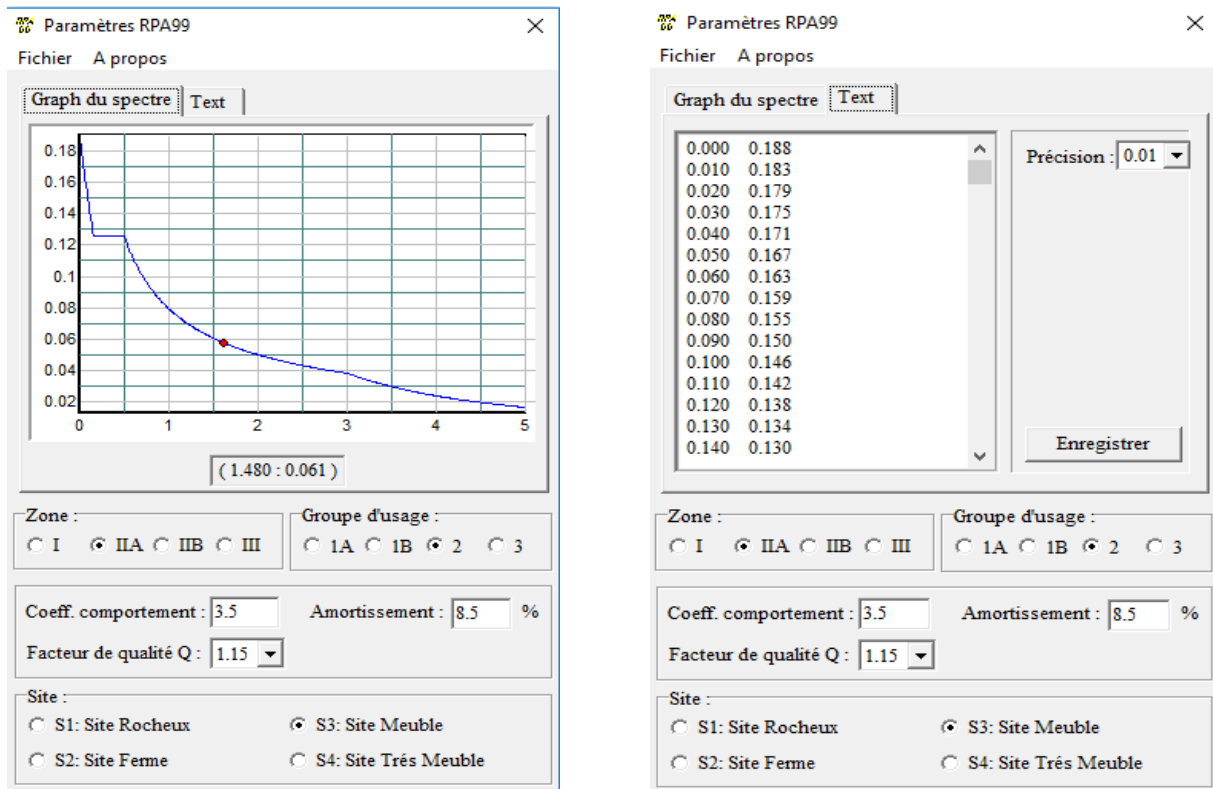 Paramètres RPA99
Fichier A propos
Graph du spectre Text
0.18
0.16
0.14
0.12
0.1
0.08
0.06
0.04
0.02
0 1 2 3 4 5
( 1.480 : 0.061 )
Zone :
I IIA IIB III
Groupe d'usage :
1A 1B 2 3
Coeff. comportement : 3.5 Amortissement : 8.5 %
Facteur de qualité Q : 1.15
Site :
S1: Site Rocheux S3: Site Meuble
S2: Site Ferme S4: Site Trés Meuble
Paramètres RPA99
Fichier A propos
Graph du spectre Text
0.000 0.188
0.010 0.183
0.020 0.179
0.030 0.175
0.040 0.171
0.050 0.167
0.060 0.163
0.070 0.159
0.080 0.155
0.090 0.150
0.100 0.146
0.110 0.142
0.120 0.138
0.130 0.134
0.140 0.130
Précision : 0.01
Enregistrer
Zone :
I IIA IIB III
Groupe d'usage :
1A 1B 2 3
Coeff. comportement : 3.5 Amortissement : 8.5 %
Facteur de qualité Q : 1.15
Site :
S1: Site Rocheux S3: Site Meuble
S2: Site Ferme S4: Site Trés Meuble